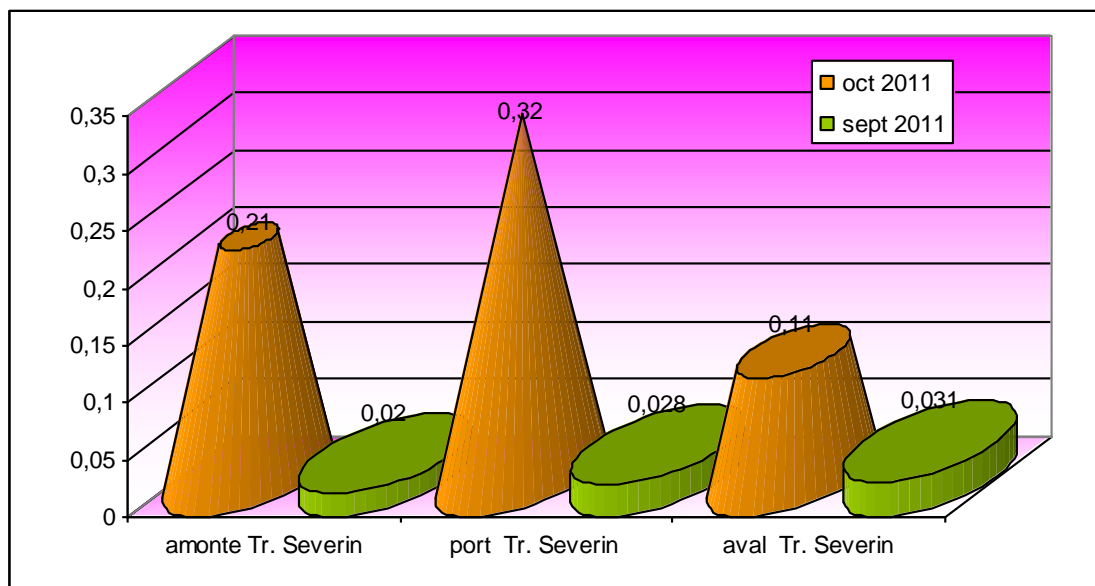 oct 2011
sept 2011
0,35
0,3
0,25
0,2
0,15
0,1
0,05
0
0,21
0,02
0,32
0,028
0,11
0,031
amonte Tr. Severin
port  Tr. Severin
aval  Tr. Severin